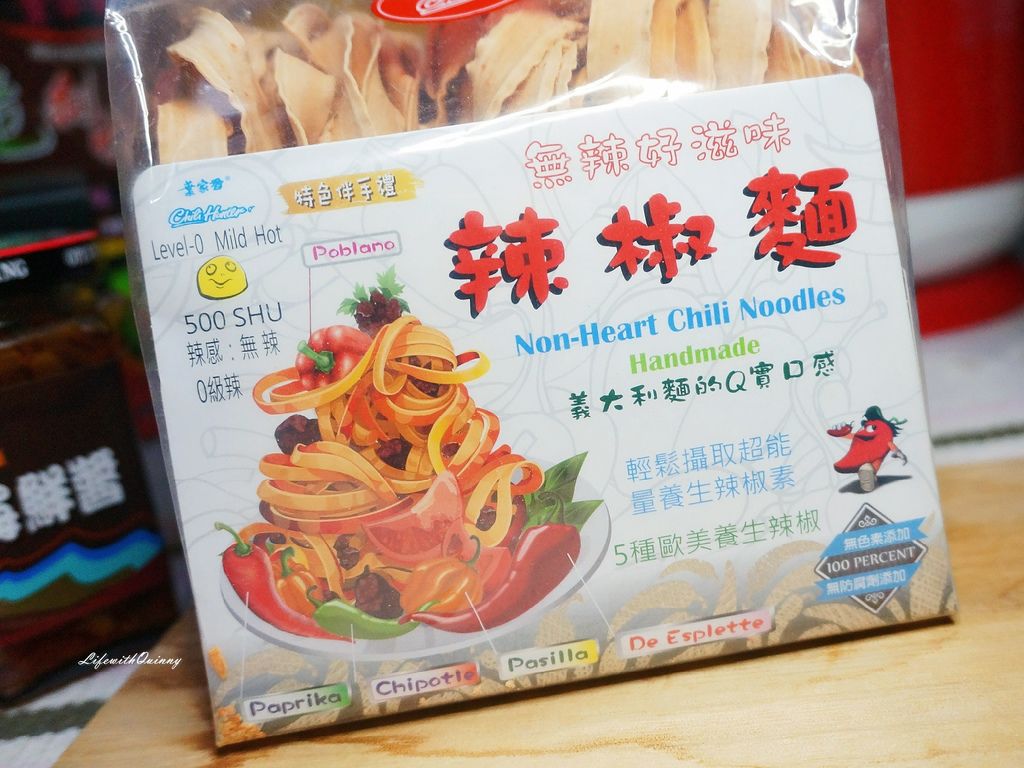 無辣好滋味
葉家香®
特色伴手禮
辣椒麵
Chili Hunter
Level-0 Mild Hot
Poblano
500 SHU
辣感：無辣
0級辣
Non-Heart Chili Noodles
Handmade
義大利麵的Q實口感
輕鬆攝取超能
量養生辣椒素
5種歐美養生辣椒
無色素添加
100 PERCENT
無防腐劑添加
De Esplette
Pasilla
Chipotle
Paprika
鮮醬
LifewithQuinny